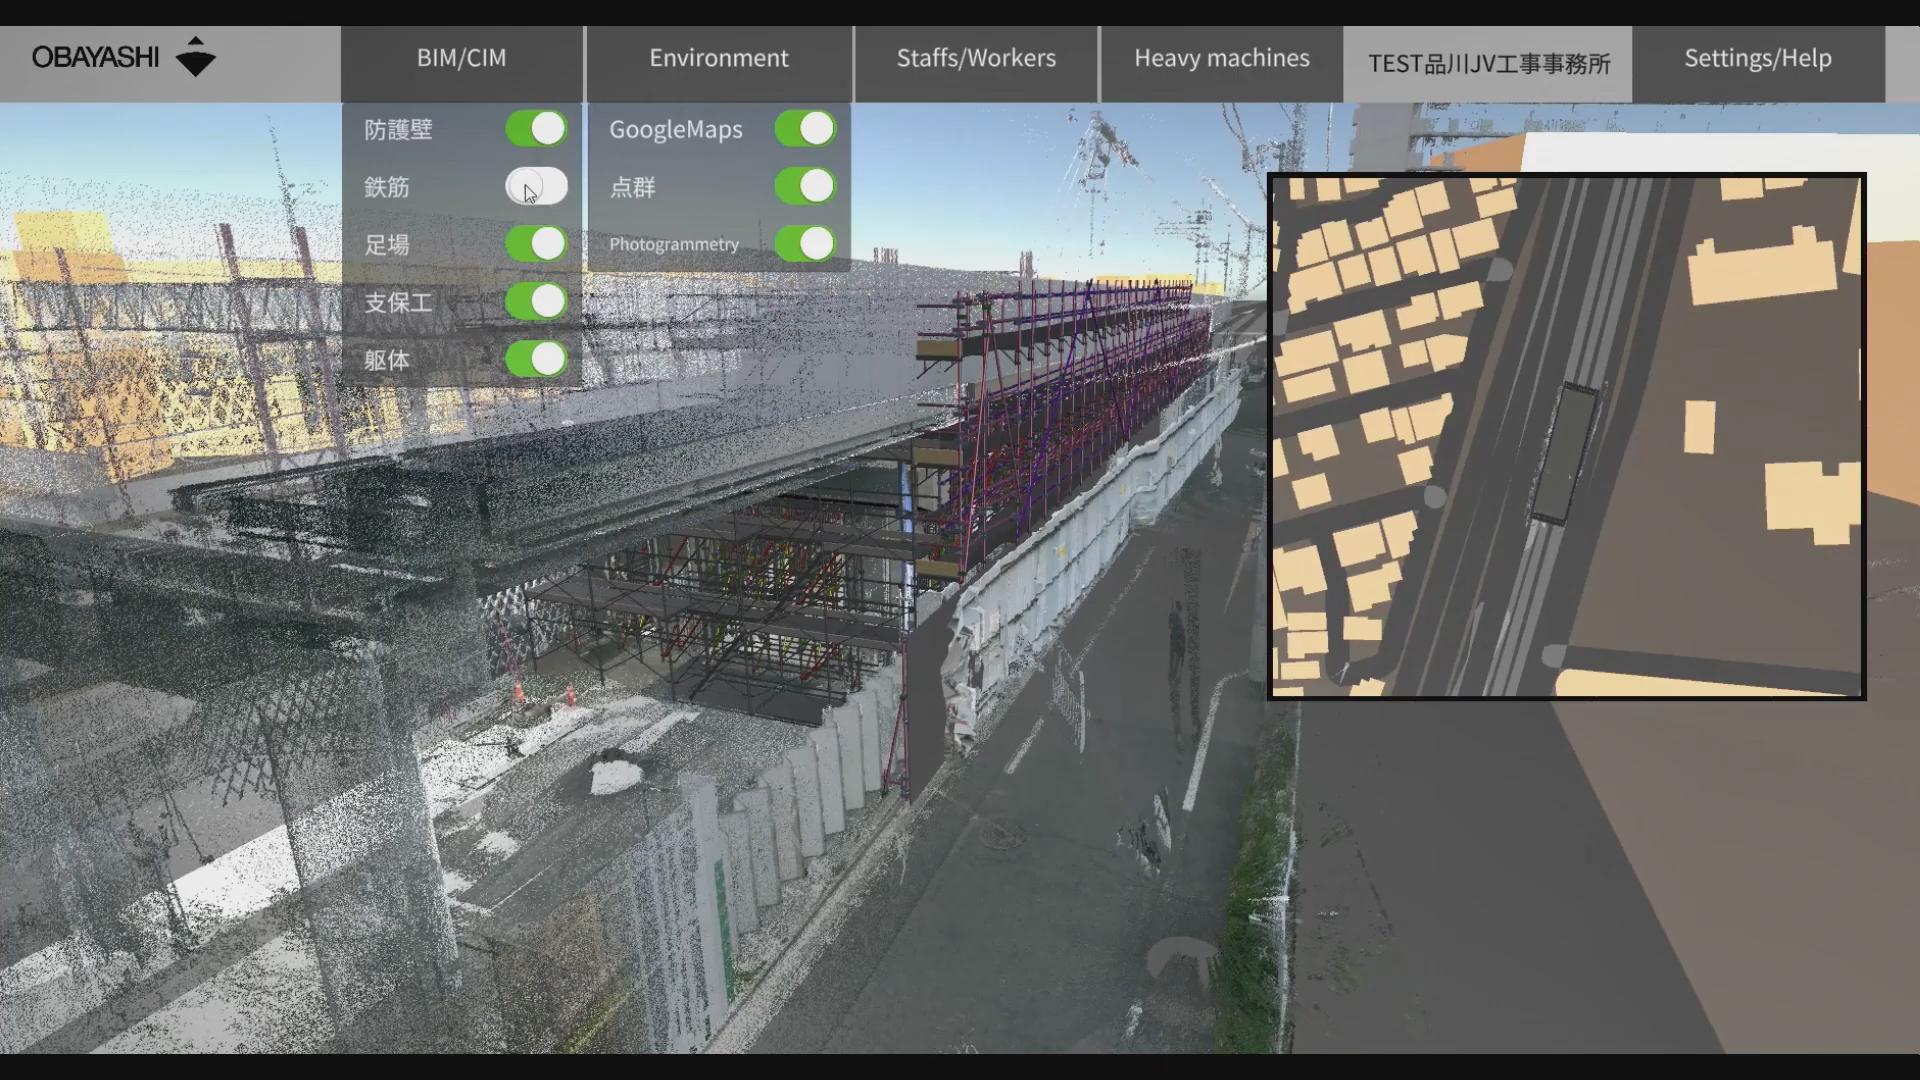 OBAYASHI
BIM/CIM
Environment
Staffs/Workers
Heavy machines
TEST品川JV工事事務所
Settings/Help
防護壁
鉄筋
足場
支保工
躯体
GoogleMaps
点群
Photogrammetry